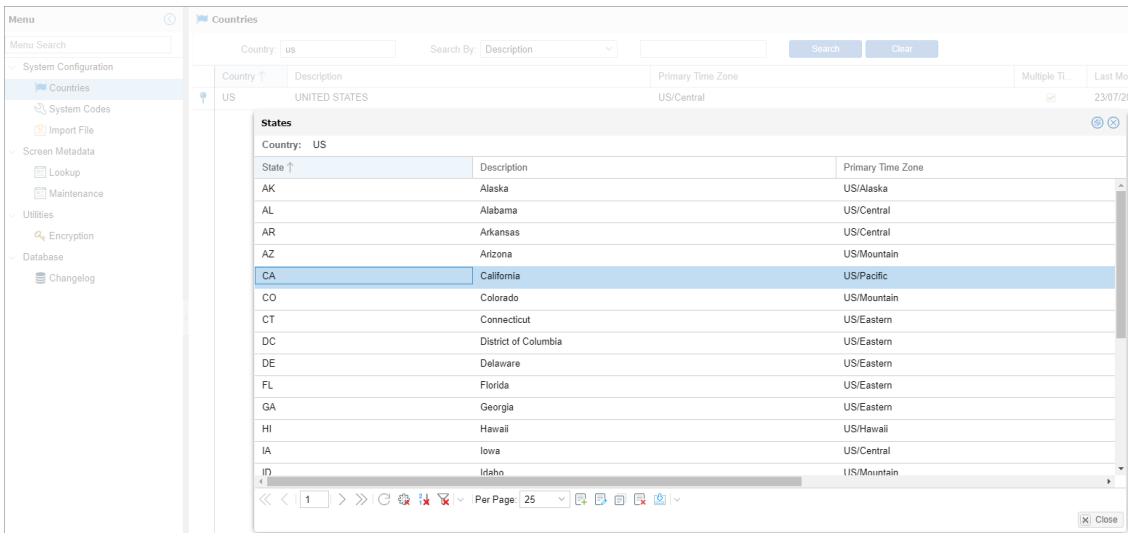 Menu
Menu Search
System Configuration
Countries
System Codes
Import File
Screen Metadata
Lookup
Maintenance
Utilities
Encryption
Database
Changelog
Countries
Country: us Search By: Description Search Clear
Country Description Primary Time Zone Multiple Ti... Last Mo
US UNITED STATES US/Central 23/07/20
States
Country: US
State Description Primary Time Zone
AK Alaska US/Alaska
AL Alabama US/Central
AR Arkansas US/Central
AZ Arizona US/Mountain
CA California US/Pacific
CO Colorado US/Mountain
CT Connecticut US/Eastern
DC District of Columbia US/Eastern
DE Delaware US/Eastern
FL Florida US/Eastern
GA Georgia US/Eastern
HI Hawaii US/Hawaii
IA Iowa US/Central
ID Idaho US/Mountain
1 Per Page: 25
Close